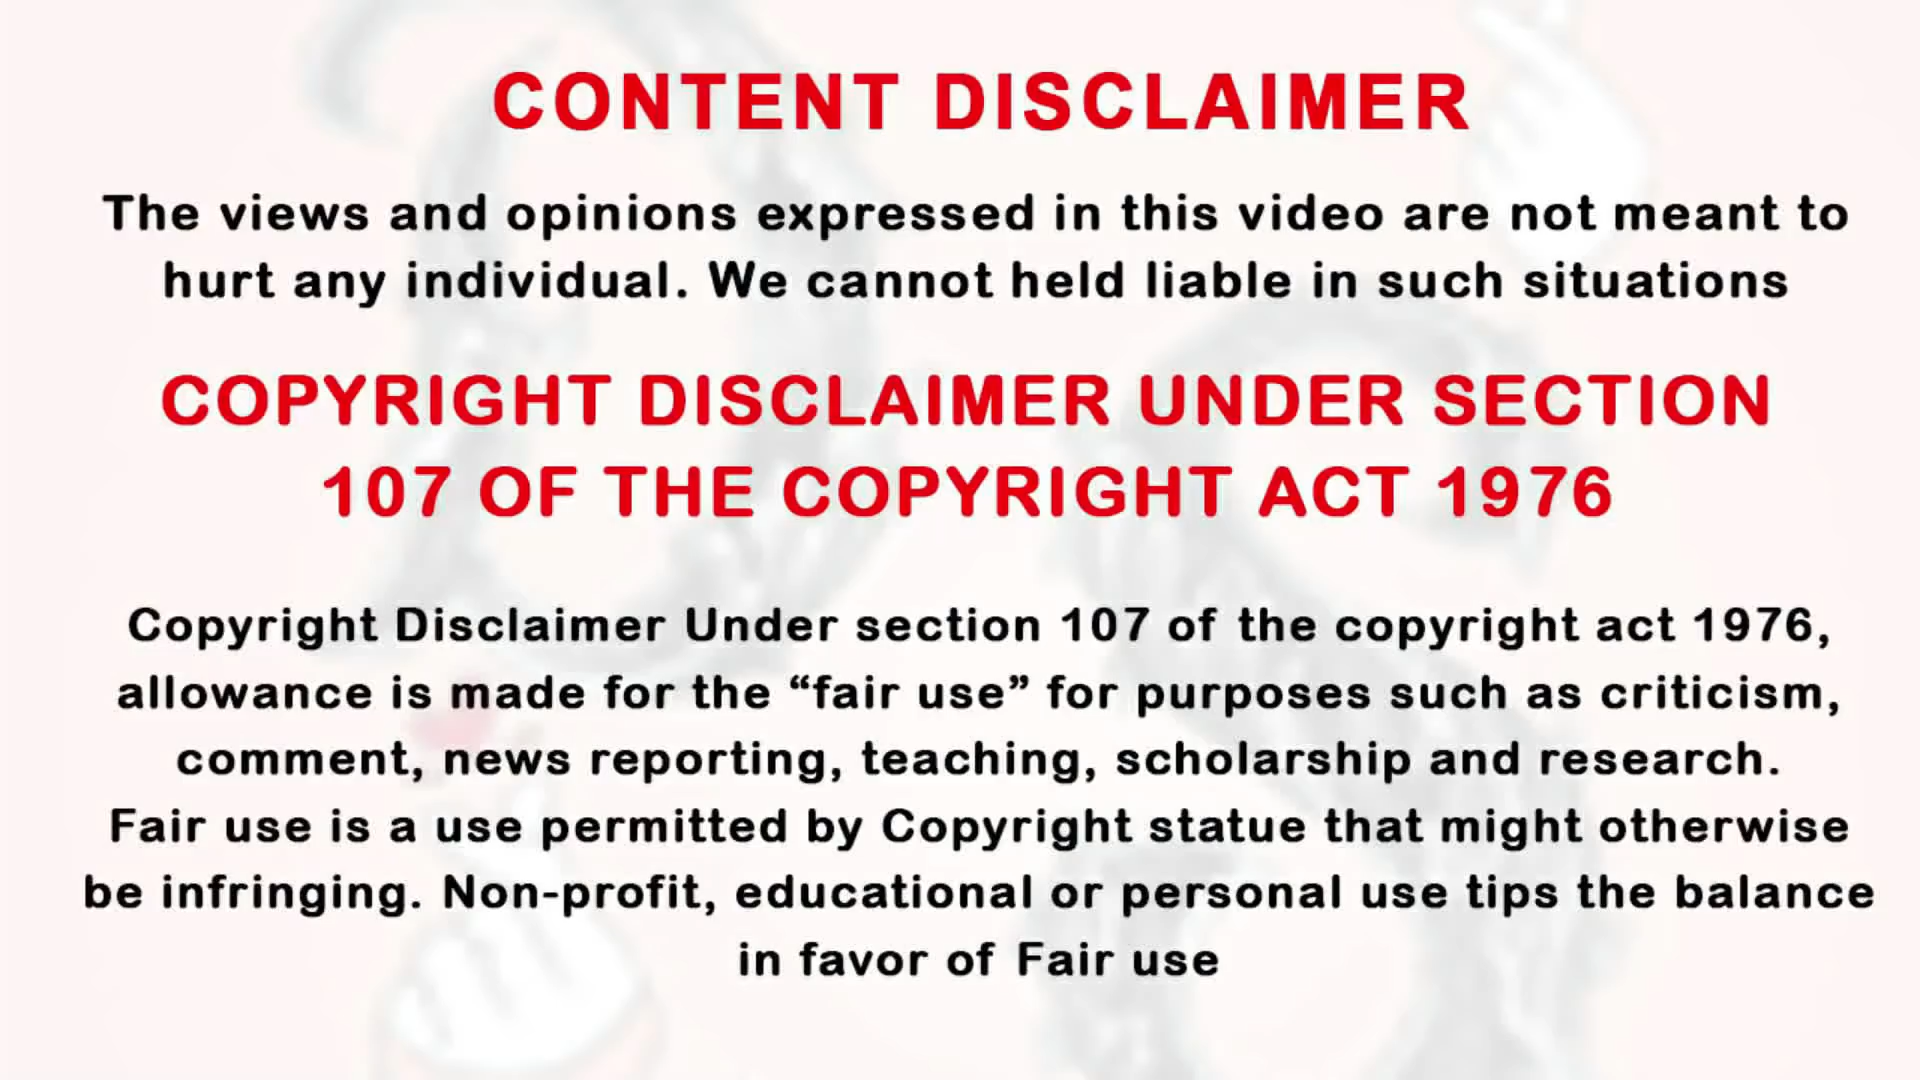 CONTENT DISCLAIMER
The views and opinions expressed in this video are not meant to
hurt any individual. We cannot held liable in such situations
COPYRIGHT DISCLAIMER UNDER SECTION
107 OF THE COPYRIGHT ACT 1976
Copyright Disclaimer Under section 107 of the copyright act 1976,
allowance is made for the “fair use” for purposes such as criticism,
comment, news reporting, teaching, scholarship and research.
Fair use is a use permitted by Copyright statue that might otherwise
be infringing. Non-profit, educational or personal use tips the balance
in favor of Fair use